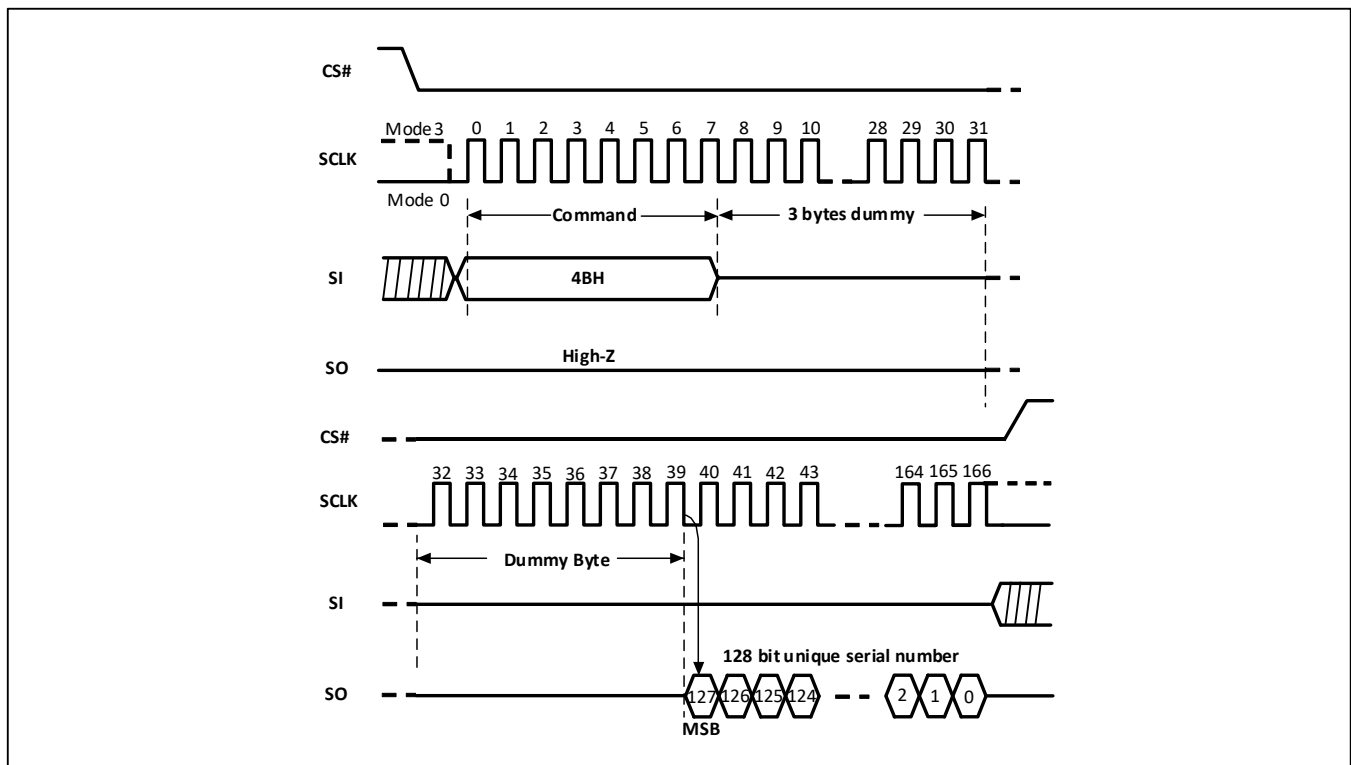 CS#
Mode 3 0 1 2 3 4 5 6 7 8 9 10 28 29 30 31
SCLK
Mode 0
Command 3 bytes dummy
SI 4BH
High-Z
SO
CS#
32 33 34 35 36 37 38 39 40 41 42 43 164 165 166
SCLK
Dummy Byte
SI
128 bit unique serial number
SO 127 126 125 124 2 1 0
MSB